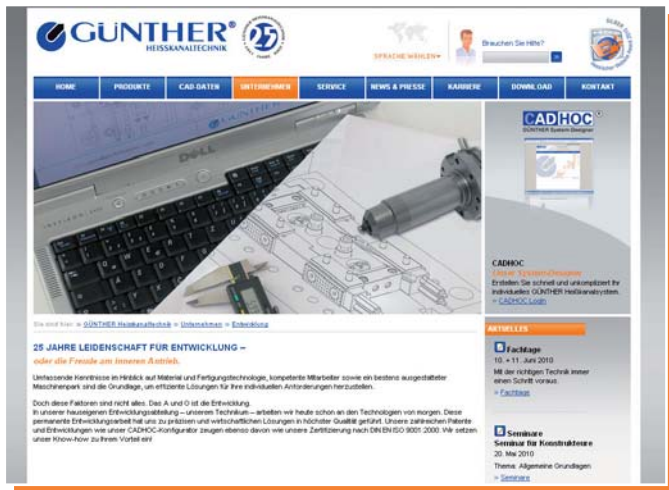 GÜNTHER®
HEISSKANALTECHNIK
25
SPRACHE WÄHLEN
Brauchen Sie Hilfe?
HOME PRODUKTE CAD-DATEN UNTERNEHMEN SERVICE NEWS & PRESSE KARRIERE DOWNLOAD KONTAKT
DELL
CADHOC®
GÜNTHER System-Designer
CADHOC
Unser System-Designer
Erstellen Sie schnell und unkompliziert Ihr
individuelles GÜNTHER Heißkanalsystem.
» CADHOC Login
Sie sind hier: » GÜNTHER Heisskanaltechnik » Unternehmen » Entwicklung
AKTUELLES
25 JAHRE LEIDENSCHAFT FÜR ENTWICKLUNG –
oder die Freude am inneren Antrieb.
Umfassende Kenntnisse im Hinblick auf Material und Fertigungstechnologie, kompetente Mitarbeiter sowie ein bestens ausgestatteter
Maschinenpark sind die Grundlage, um effiziente Lösungen für Ihre individuellen Anforderungen herzustellen.
Doch diese Faktoren sind nicht alles. Das A und O ist die Entwicklung.
In unserer hauseigenen Entwicklungsabteilung – unserem Technikum – arbeiten wir heute schon an den Technologien von morgen. Diese
permanente Entwicklungsarbeit hat uns zu präzisen und wirtschaftlichen Lösungen in höchster Qualität geführt. Unsere zahlreichen Patente
und Entwicklungen wie unser CADHOC-Konfigurator zeugen ebenso davon wie unsere Zertifizierung nach DIN EN ISO 9001:2000. Wir setzen
unser Know-how zu Ihrem Vorteil ein!
Fachtage
10. + 11. Juni 2010
Mit der richtigen Technik immer
einen Schritt voraus.
» Fachtage
Seminare
Seminar für Konstrukteure
20. Mai 2010
Thema: Allgemeine Grundlagen
» Seminare